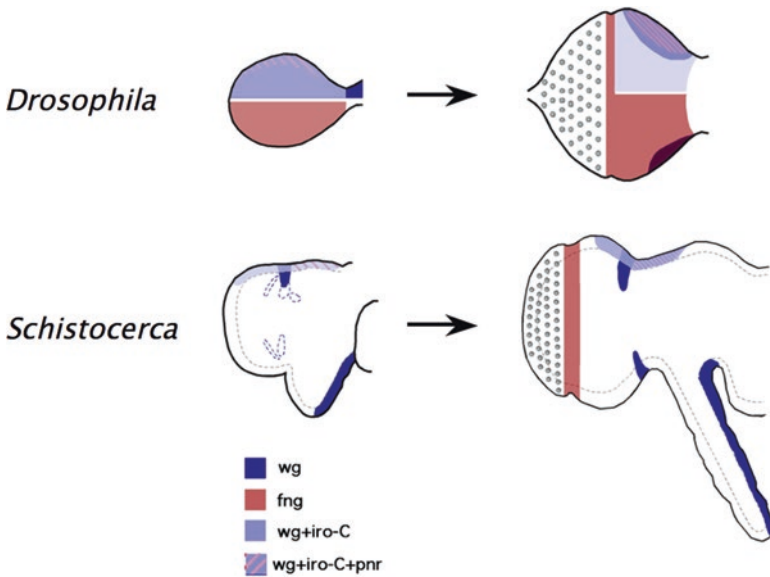 Drosophila
Schistocerca
wg
fng
wg+iro-C
wg+iro-C+pnr